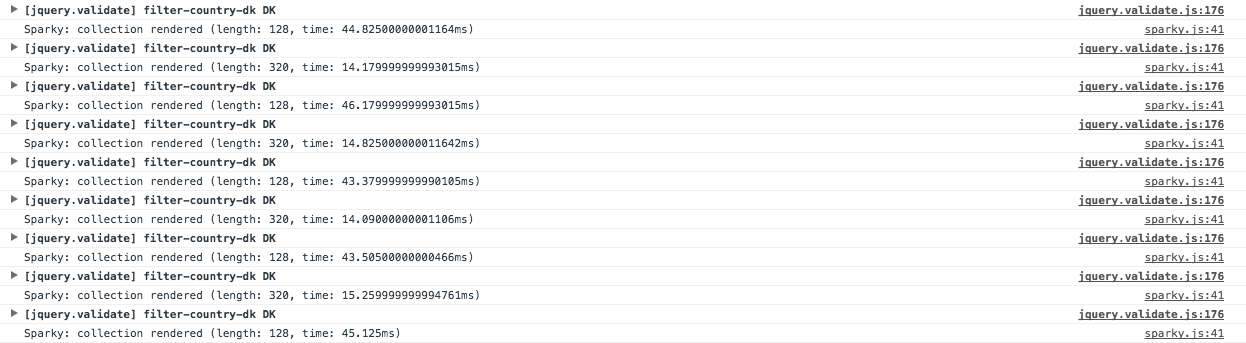 ▶ [jquery.validate] filter-country-dk DK jquery.validate.js:176
Sparky: collection rendered (length: 128, time: 44.82500000001164ms) sparky.js:41
▶ [jquery.validate] filter-country-dk DK jquery.validate.js:176
Sparky: collection rendered (length: 320, time: 14.179999999993015ms) sparky.js:41
▶ [jquery.validate] filter-country-dk DK jquery.validate.js:176
Sparky: collection rendered (length: 128, time: 46.179999999993015ms) sparky.js:41
▶ [jquery.validate] filter-country-dk DK jquery.validate.js:176
Sparky: collection rendered (length: 320, time: 14.825000000011642ms) sparky.js:41
▶ [jquery.validate] filter-country-dk DK jquery.validate.js:176
Sparky: collection rendered (length: 128, time: 43.379999999990105ms) sparky.js:41
▶ [jquery.validate] filter-country-dk DK jquery.validate.js:176
Sparky: collection rendered (length: 320, time: 14.09000000001106ms) sparky.js:41
▶ [jquery.validate] filter-country-dk DK jquery.validate.js:176
Sparky: collection rendered (length: 128, time: 43.50500000000466ms) sparky.js:41
▶ [jquery.validate] filter-country-dk DK jquery.validate.js:176
Sparky: collection rendered (length: 320, time: 15.259999999994761ms) sparky.js:41
▶ [jquery.validate] filter-country-dk DK jquery.validate.js:176
Sparky: collection rendered (length: 128, time: 45.125ms) sparky.js:41